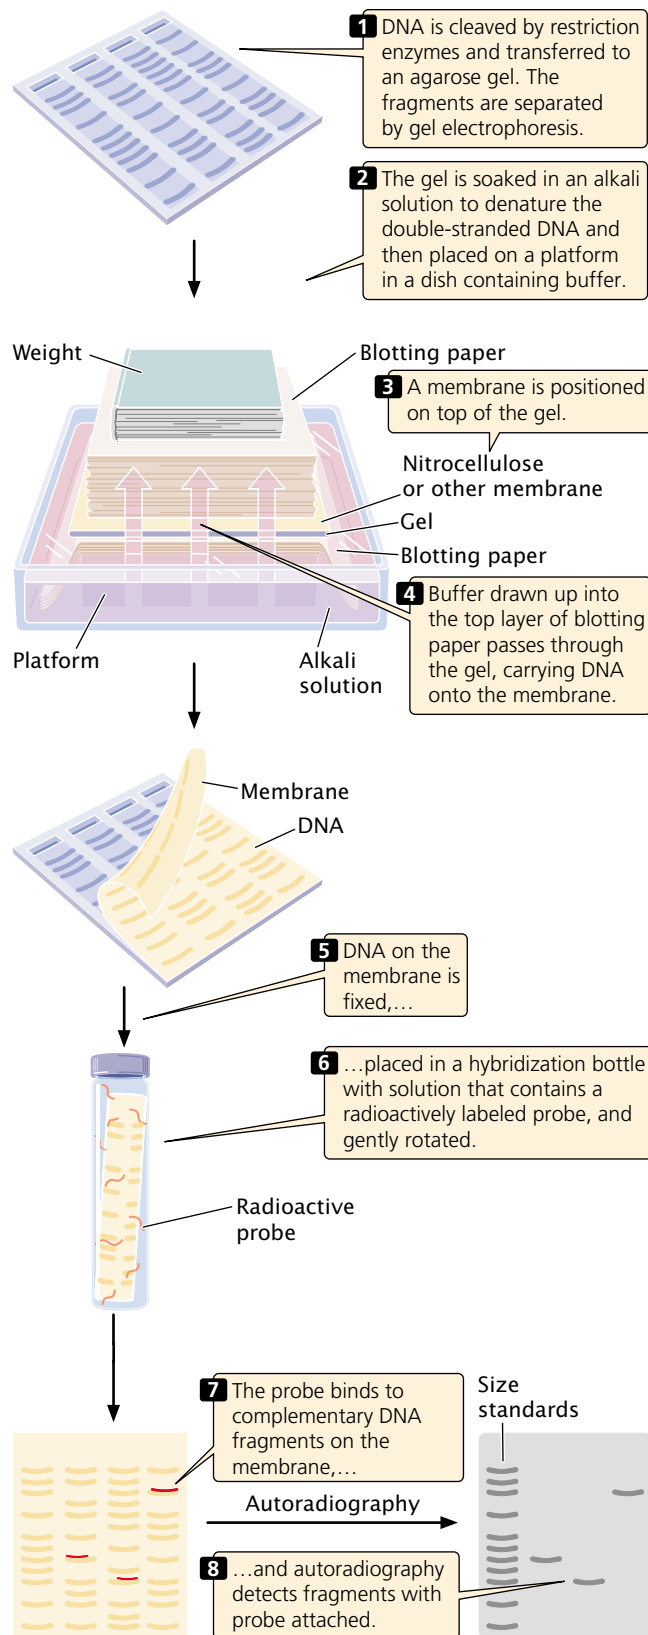 1 DNA is cleaved by restriction
enzymes and transferred to
an agarose gel. The
fragments are separated
by gel electrophoresis.
2 The gel is soaked in an alkali
solution to denature the
double-stranded DNA and
then placed on a platform
in a dish containing buffer.
Weight
Blotting paper
3 A membrane is positioned
on top of the gel.
Nitrocellulose
or other membrane
Gel
Blotting paper
4 Buffer drawn up into
the top layer of blotting
paper passes through
the gel, carrying DNA
onto the membrane.
Platform
Alkali
solution
Membrane
DNA
5 DNA on the
membrane is
fixed,…
6 …placed in a hybridization bottle
with solution that contains a
radioactively labeled probe, and
gently rotated.
Radioactive
probe
7 The probe binds to
complementary DNA
fragments on the
membrane,…
Size
standards
Autoradiography
8 …and autoradiography
detects fragments with
probe attached.